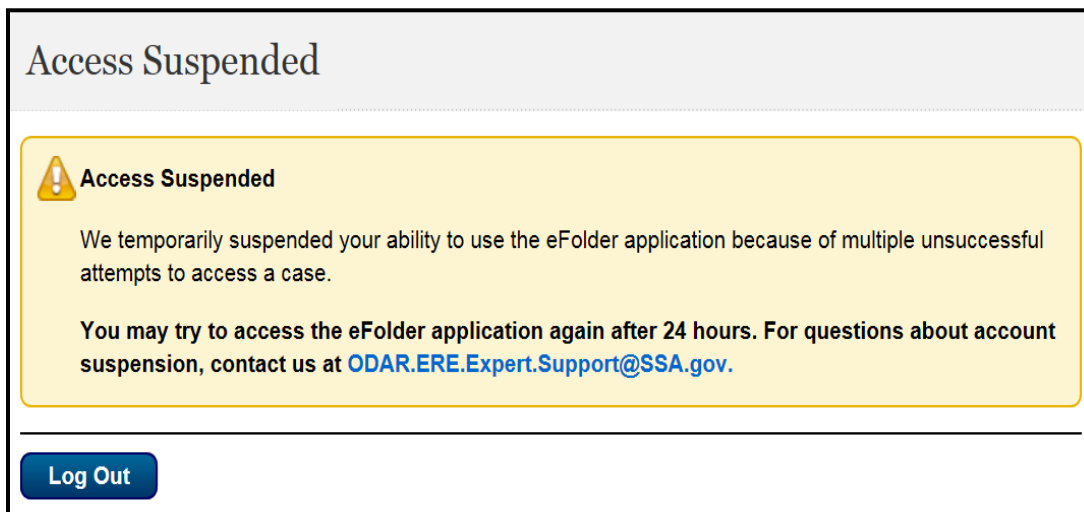 Access Suspended
Access Suspended
We temporarily suspended your ability to use the eFolder application because of multiple unsuccessful
attempts to access a case.
You may try to access the eFolder application again after 24 hours. For questions about account
suspension, contact us at ODAR.ERE.Expert.Support@SSA.gov.
Log Out